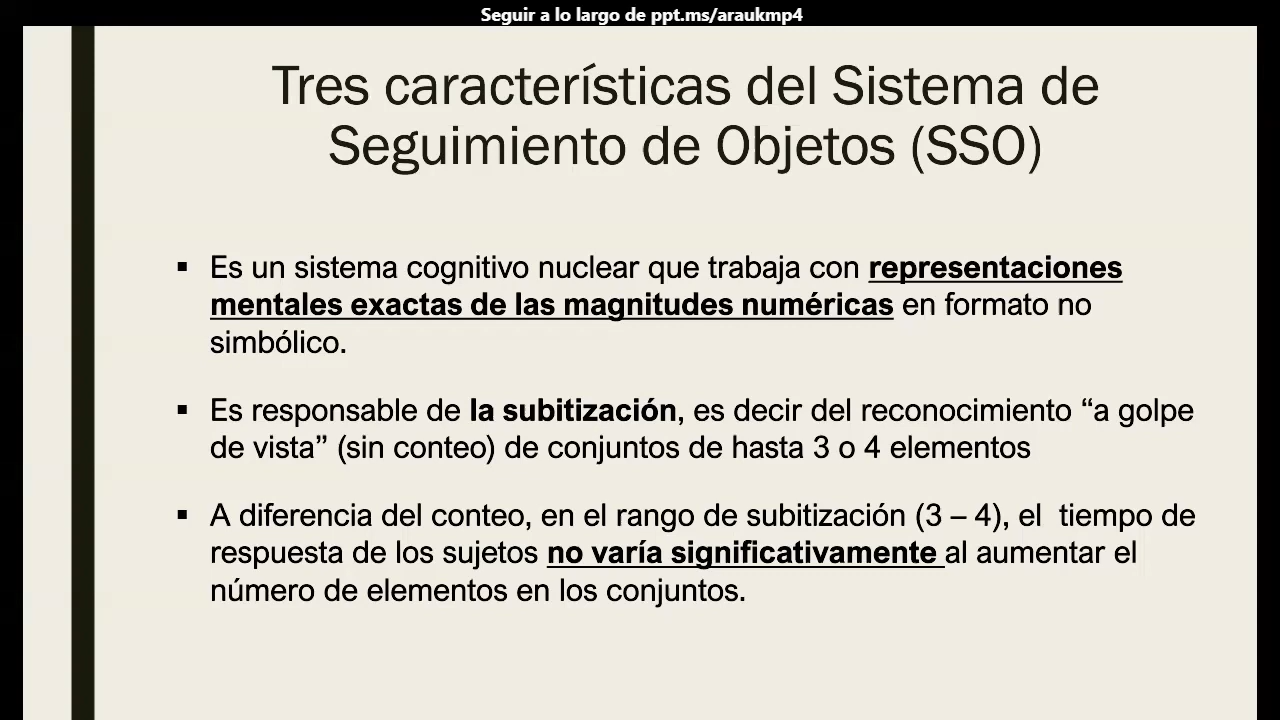 Seguir a lo largo de ppt.ms/araukmp4
Tres características del Sistema de
Seguimiento de Objetos (SSO)
▪ Es un sistema cognitivo nuclear que trabaja con representaciones
mentales exactas de las magnitudes numéricas en formato no
simbólico.
▪ Es responsable de la subitización, es decir del reconocimiento “a golpe
de vista” (sin conteo) de conjuntos de hasta 3 o 4 elementos
▪ A diferencia del conteo, en el rango de subitización (3 – 4), el tiempo de
respuesta de los sujetos no varía significativamente al aumentar el
número de elementos en los conjuntos.